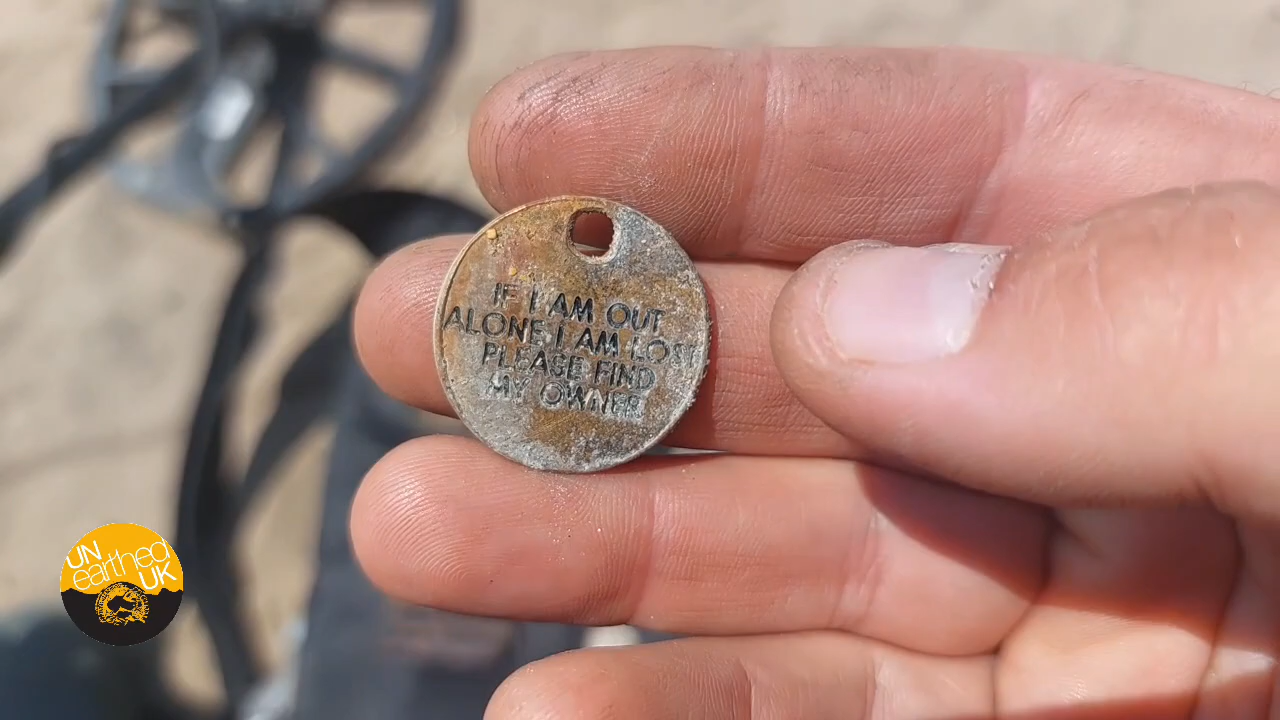 IF I AM OUT
ALONE I AM LOST
PLEASE FIND
MY OWNER
UN
earthed
UK